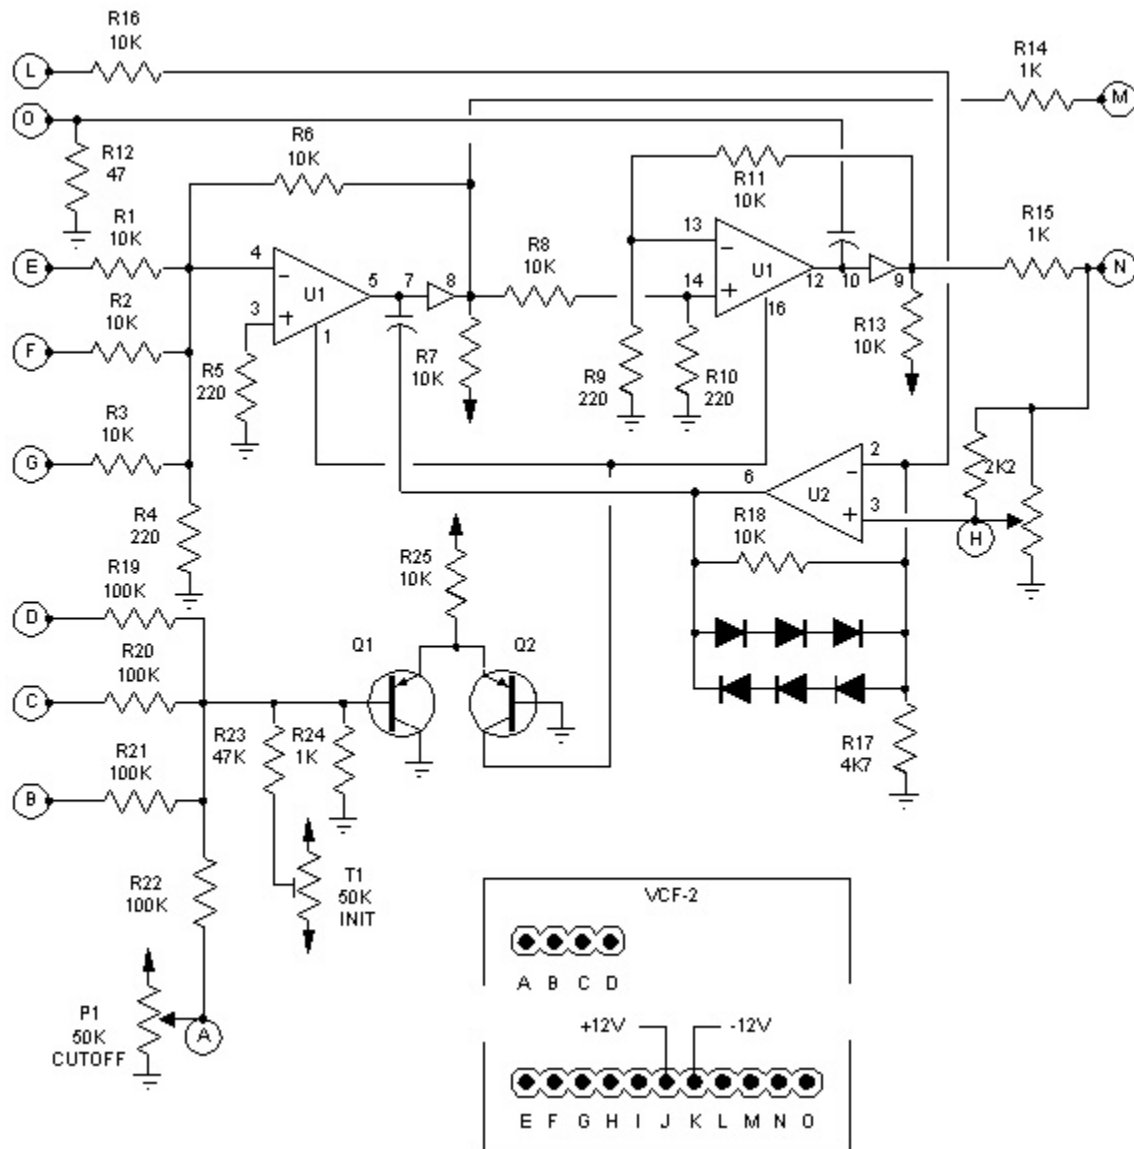 R16
10K
R14
1K
L
M
O
R6
10K
R12
47
R11
10K
R1
10K
R15
1K
R8
10K
13
E
4
5
7
8
U1
14
U1
12
10
9
N
3
1
16
R2
10K
R13
10K
F
R5
220
R7
10K
R9
220
R10
220
R3
10K
G
2
2K2
6
U2
R4
220
3
R18
10K
H
R25
10K
R19
100K
D
Q1
Q2
R20
100K
C
R23
47K
R24
1K
R17
4K7
R21
100K
B
R22
100K
T1
50K
INIT
VCF-2
A B C D
P1
50K
CUTOFF
A
+12V
-12V
E F G H I J K L M N O